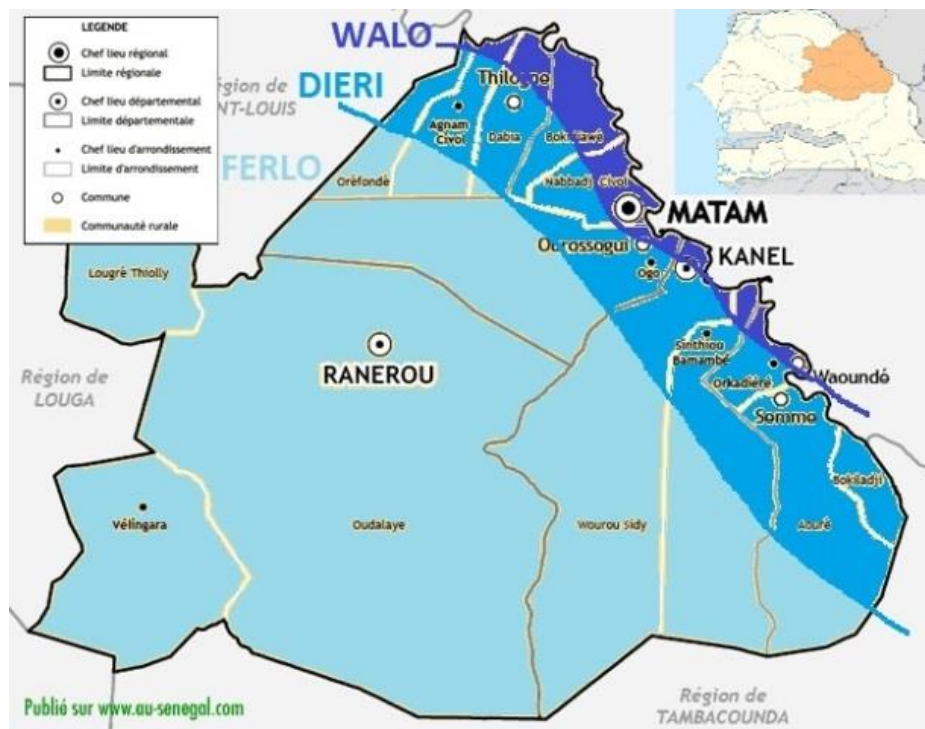 LEGENDE
Chef lieu régional
Limite régionale
Chef lieu départemental
Limite départementale
Chef lieu d'arrondissement
Limite d'arrondissement
Commune
Communauté rurale
WALO
DIERI
FERLO
Région de
LOUIS
Thilogne
Agnam
Civol
Dabia
Orèfondé
Nabbadj Civol
MATAM
Ourossogui
Ogo
KANEL
Lougré Thiolly
RANEROU
Sinthiou
Bamambé
Orkadiéré
Waoundé
Semme
Région de
LOUGA
Bokiladji
Vélingara
Oudalaye
Wourou Sidy
Aouré
Publié sur www.au-senegal.com
Région de
TAMBACOUNDA